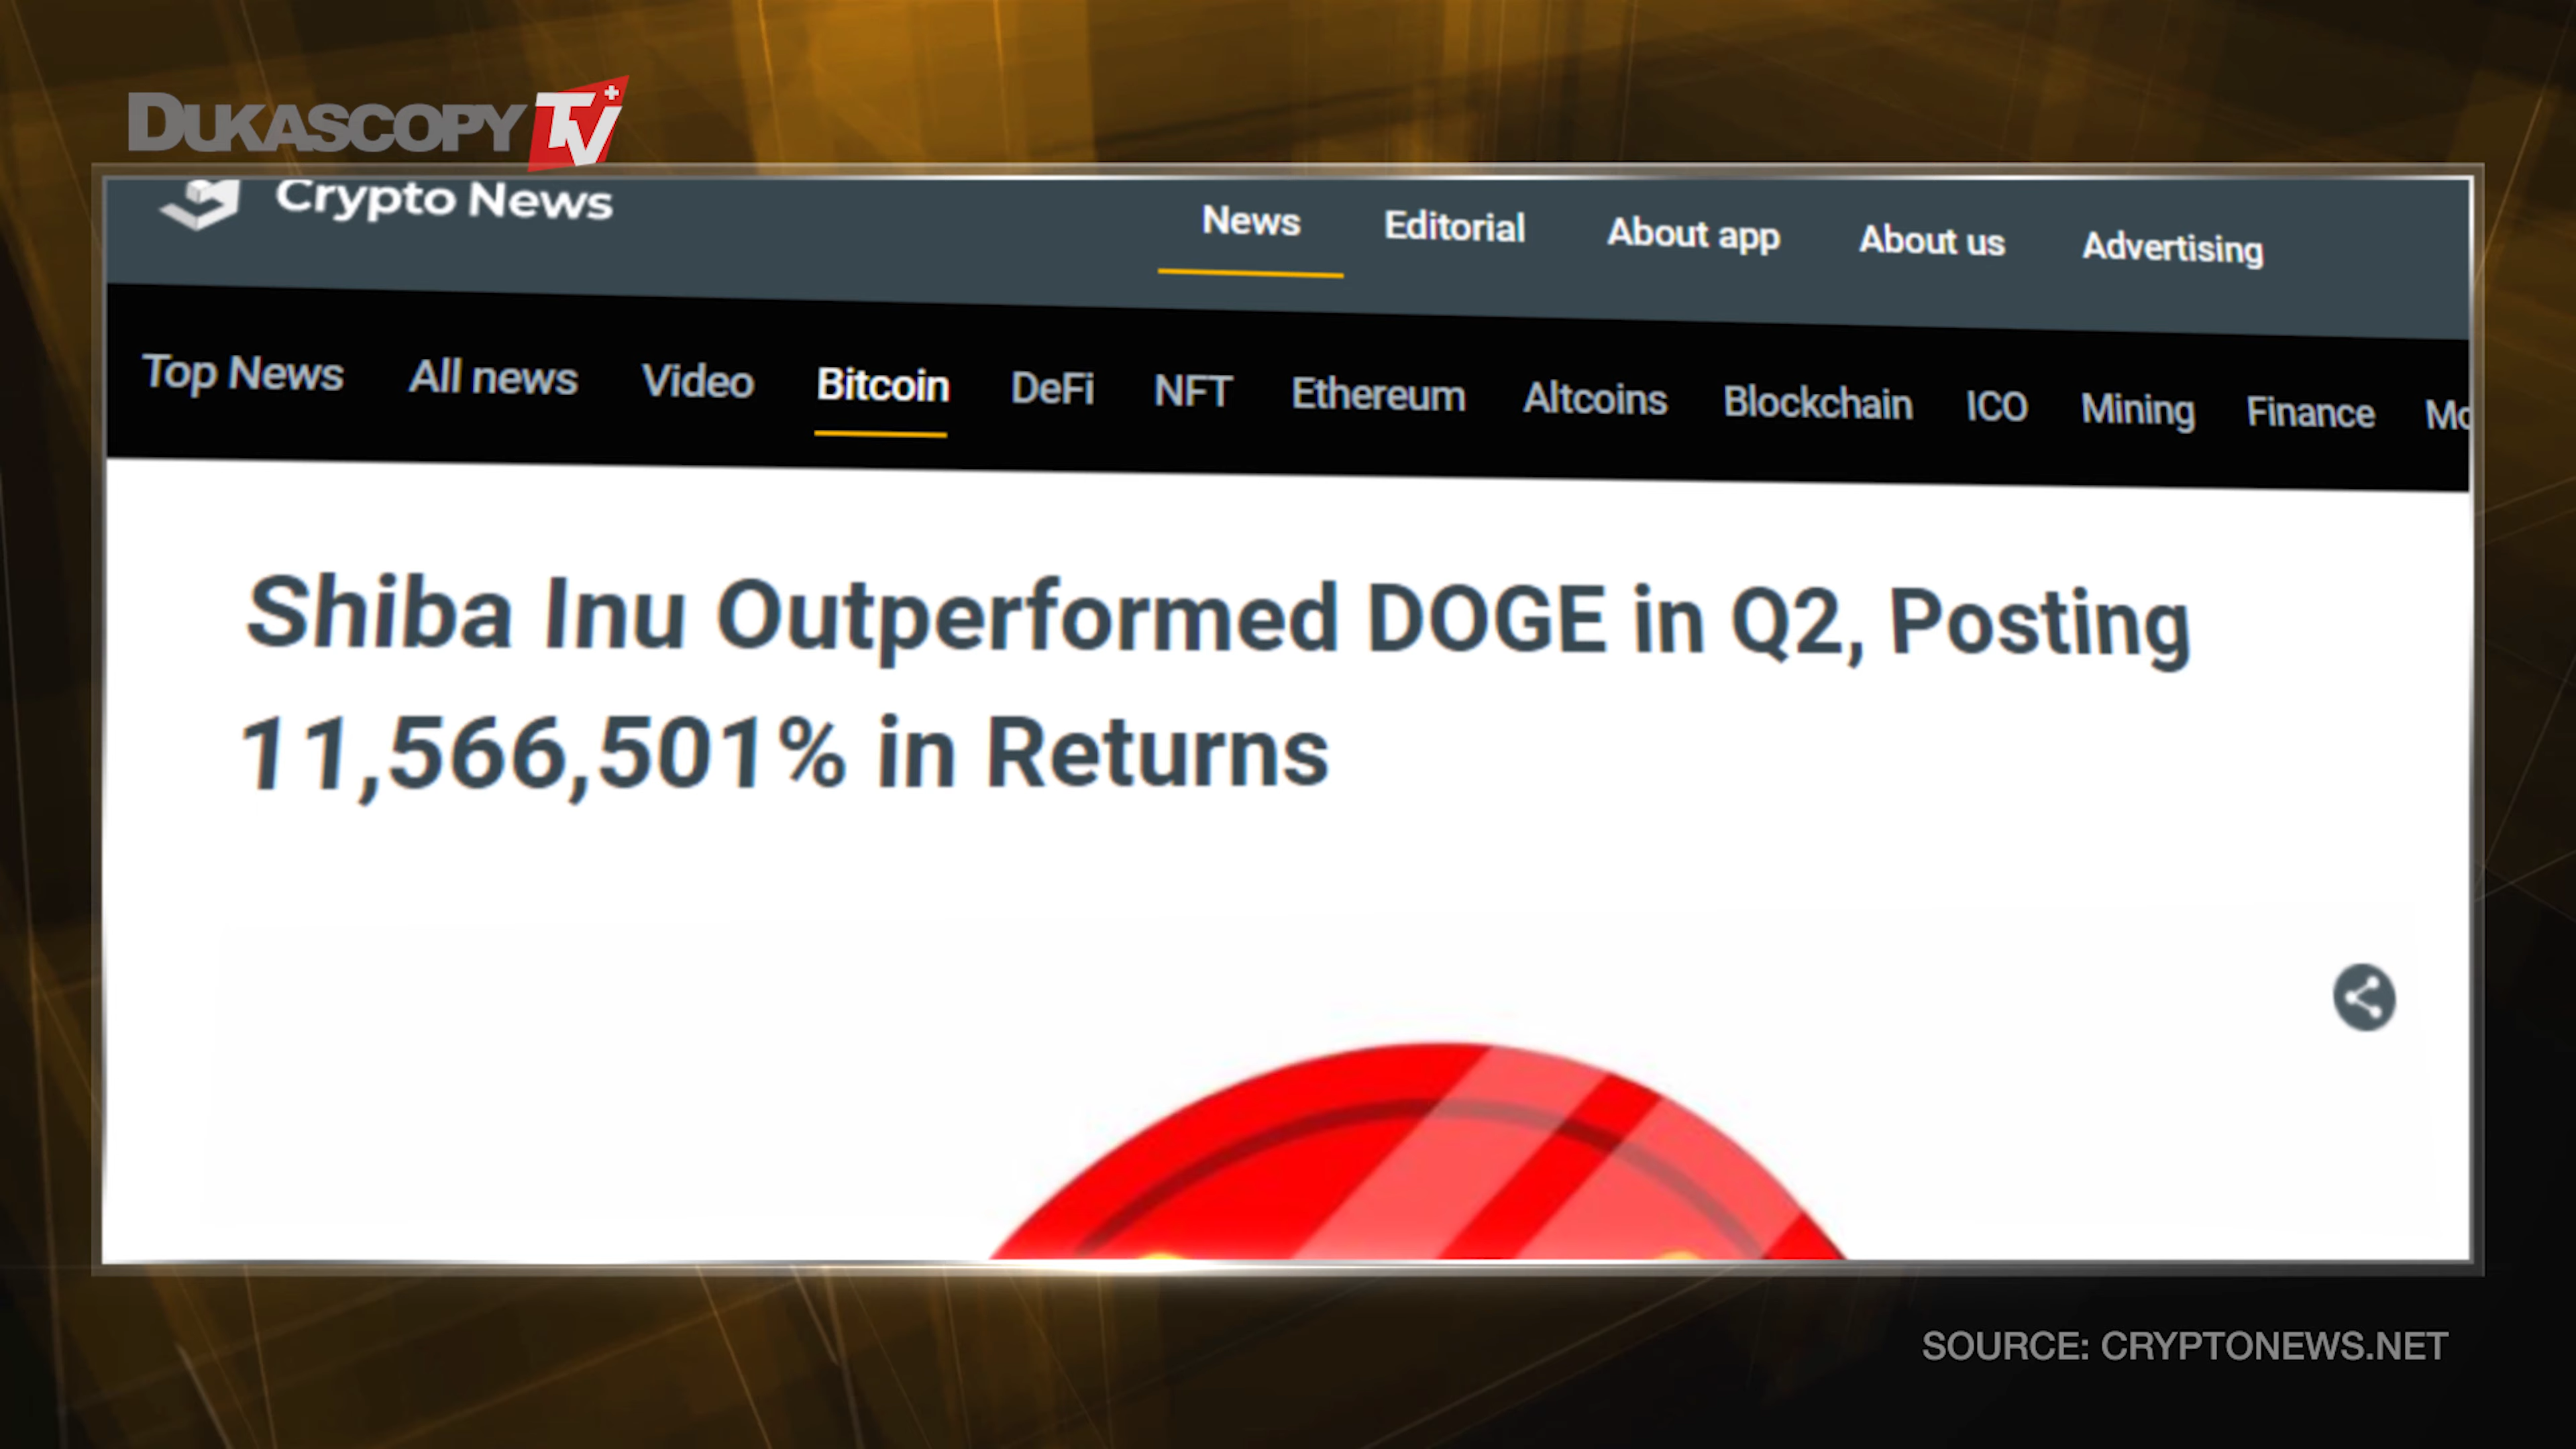 DUKASCOPY TV+
Crypto News
News Editorial About app About us Advertising
Top News All news Video Bitcoin DeFi NFT Ethereum Altcoins Blockchain ICO Mining Finance
Shiba Inu Outperformed DOGE in Q2, Posting
11,566,501% in Returns
SOURCE: CRYPTONEWS.NET